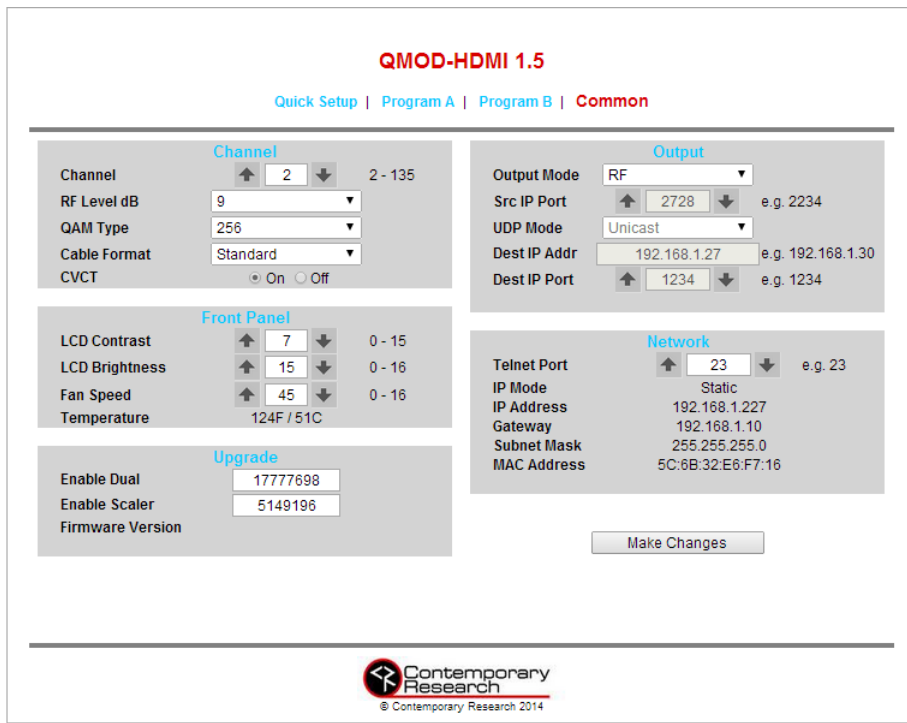 QMOD-HDMI 1.5
Quick Setup | Program A | Program B | Common
Channel
Channel 2 2 - 135
RF Level dB 9
QAM Type 256
Cable Format Standard
CVCT On Off
Front Panel
LCD Contrast 7 0 - 15
LCD Brightness 15 0 - 16
Fan Speed 45 0 - 16
Temperature 124F / 51C
Upgrade
Enable Dual 17777698
Enable Scaler 5149196
Firmware Version
Output
Output Mode RF
Src IP Port 2728 e.g. 2234
UDP Mode Unicast
Dest IP Addr 192.168.1.27 e.g. 192.168.1.30
Dest IP Port 1234 e.g. 1234
Network
Telnet Port 23 e.g. 23
IP Mode Static
IP Address 192.168.1.227
Gateway 192.168.1.10
Subnet Mask 255.255.255.0
MAC Address 5C:6B:32:E6:F7:16
Make Changes
Contemporary
Research
© Contemporary Research 2014